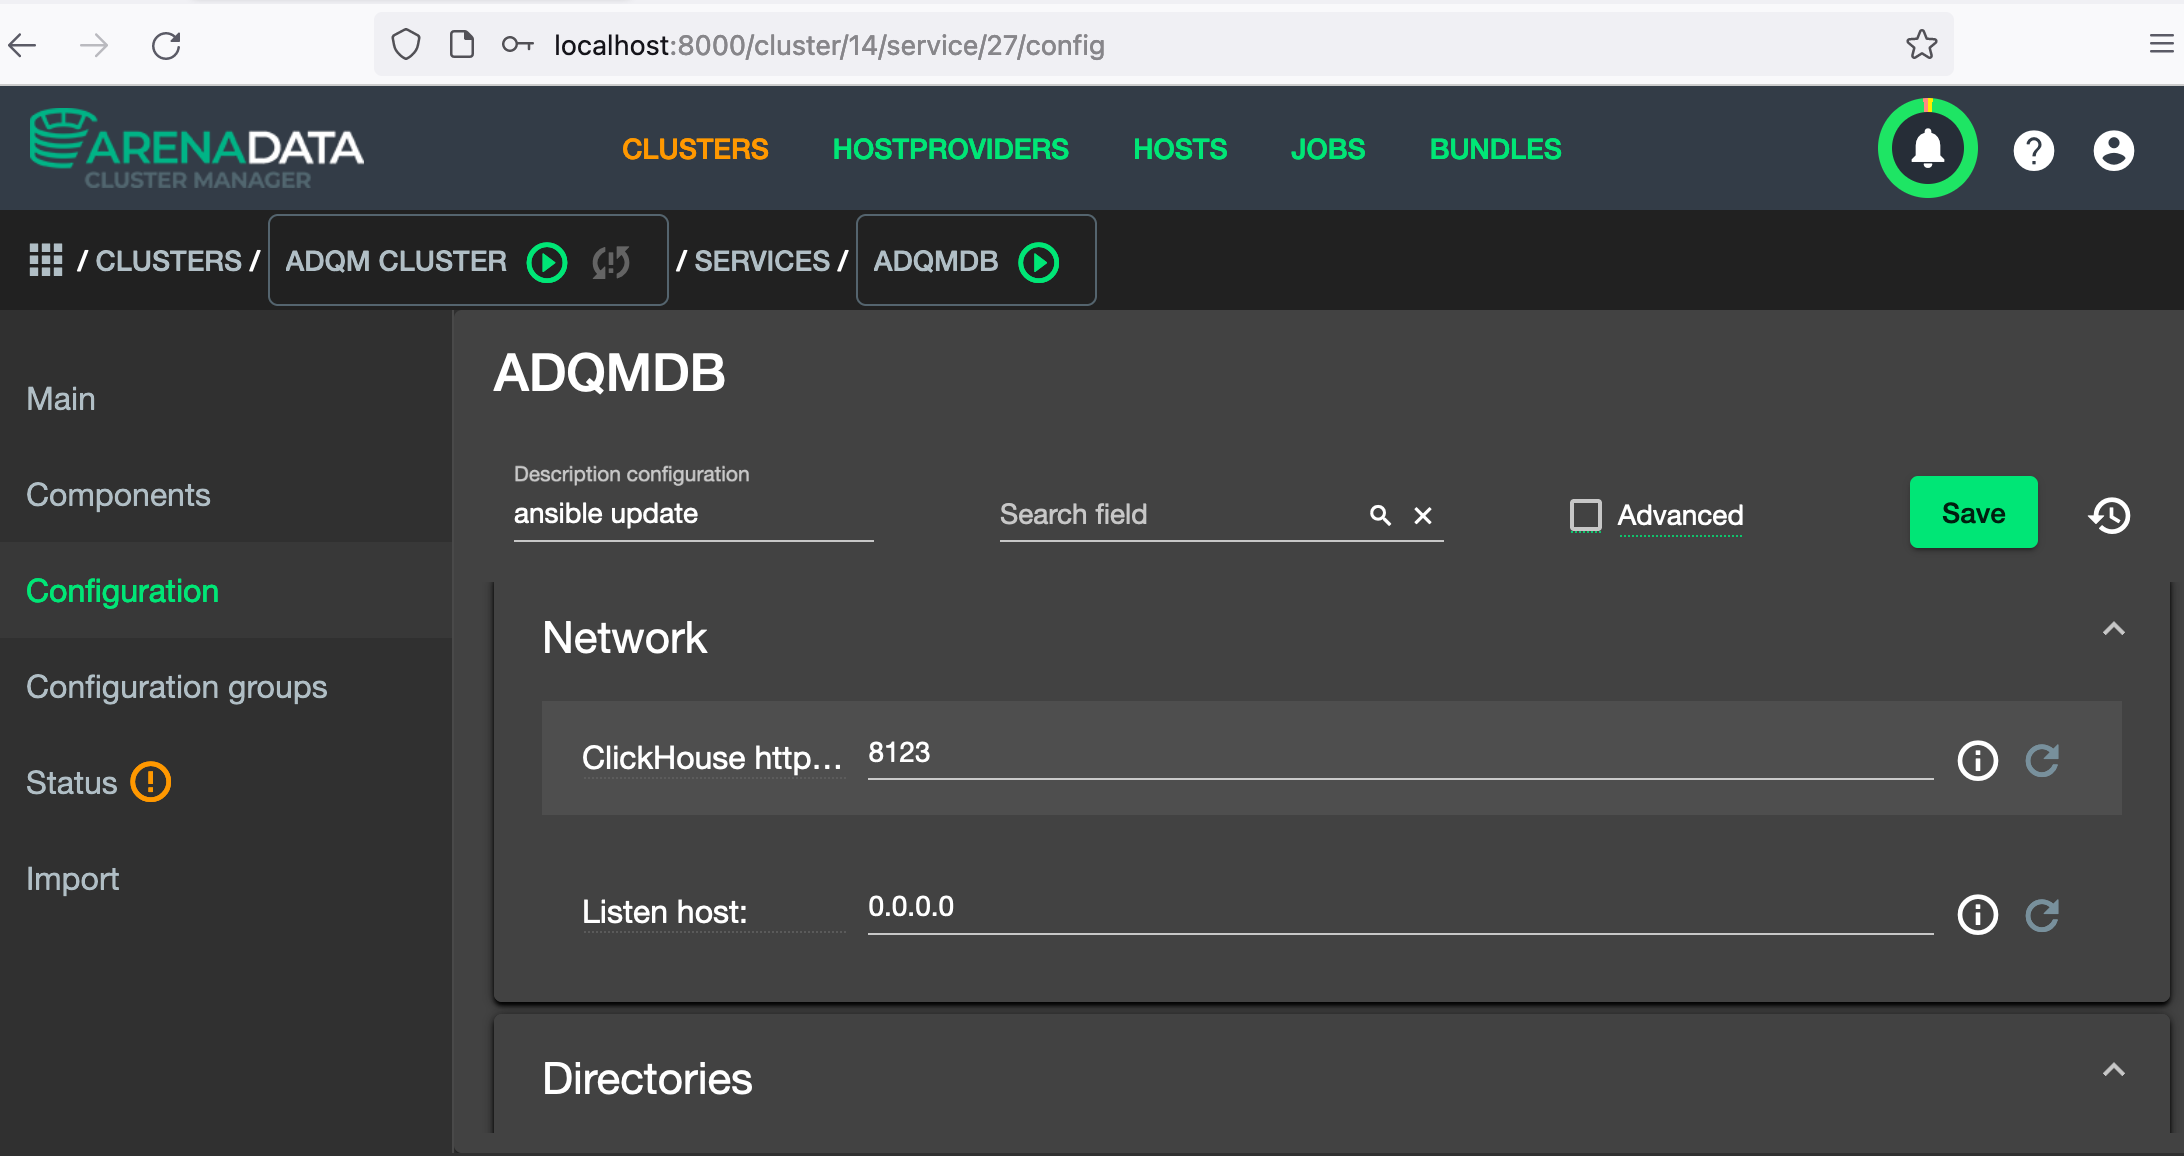 localhost:8000/cluster/14/service/27/config
ARENADATA
CLUSTER MANAGER
CLUSTERS HOSTPROVIDERS HOSTS JOBS BUNDLES
/ CLUSTERS / ADQM CLUSTER / SERVICES / ADQMDB
Main
Components
Configuration
Configuration groups
Status
Import
ADQMDB
Description configuration
ansible update
Search field
Advanced
Save
Network
ClickHouse http... 8123
Listen host: 0.0.0.0
Directories